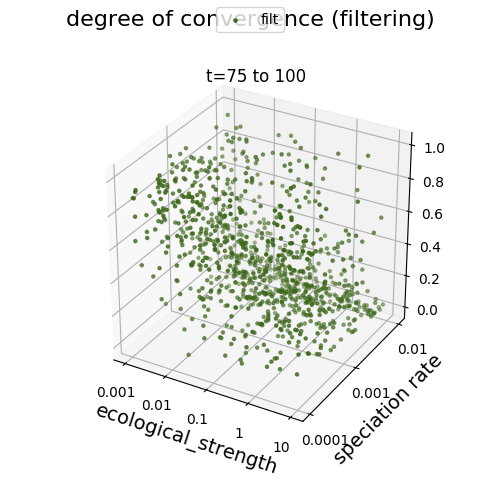 degree of convergence (filtering)
filt
t=75 to 100
1.0
0.8
0.6
0.4
0.2
0.0
0.01
0.001
0.0001
speciation rate
0.001
0.01
0.1
1
10
ecological_strength